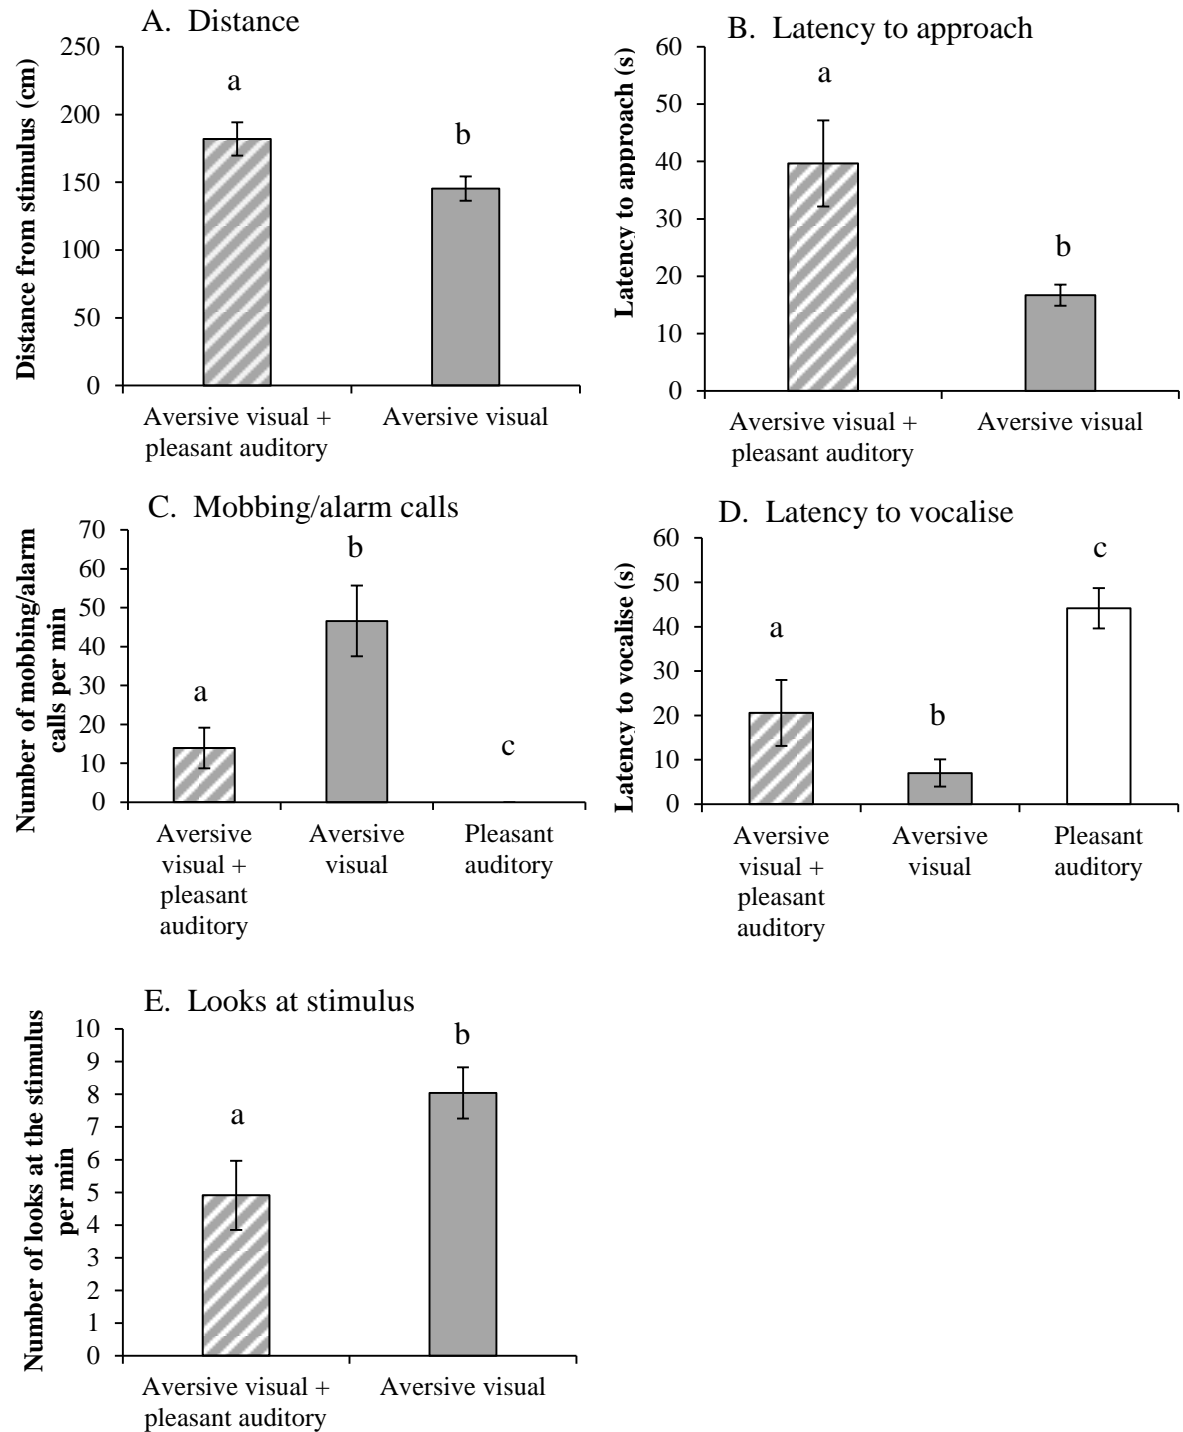 A. Distance
Distance from stimulus (cm)
250
200
150
100
50
0
a
b
Aversive visual +
pleasant auditory
Aversive visual
B. Latency to approach
Latency to approach (s)
60
50
40
30
20
10
0
a
b
Aversive visual +
pleasant auditory
Aversive visual
C. Mobbing/alarm calls
Number of mobbing/alarm
calls per min
70
60
50
40
30
20
10
0
a
b
c
Aversive
visual +
pleasant
auditory
Aversive
visual
Pleasant
auditory
D. Latency to vocalise
Latency to vocalise (s)
60
50
40
30
20
10
0
a
b
c
Aversive
visual +
pleasant
auditory
Aversive
visual
Pleasant
auditory
E. Looks at stimulus
Number of looks at the stimulus
per min
10
9
8
7
6
5
4
3
2
1
0
a
b
Aversive visual +
pleasant auditory
Aversive visual